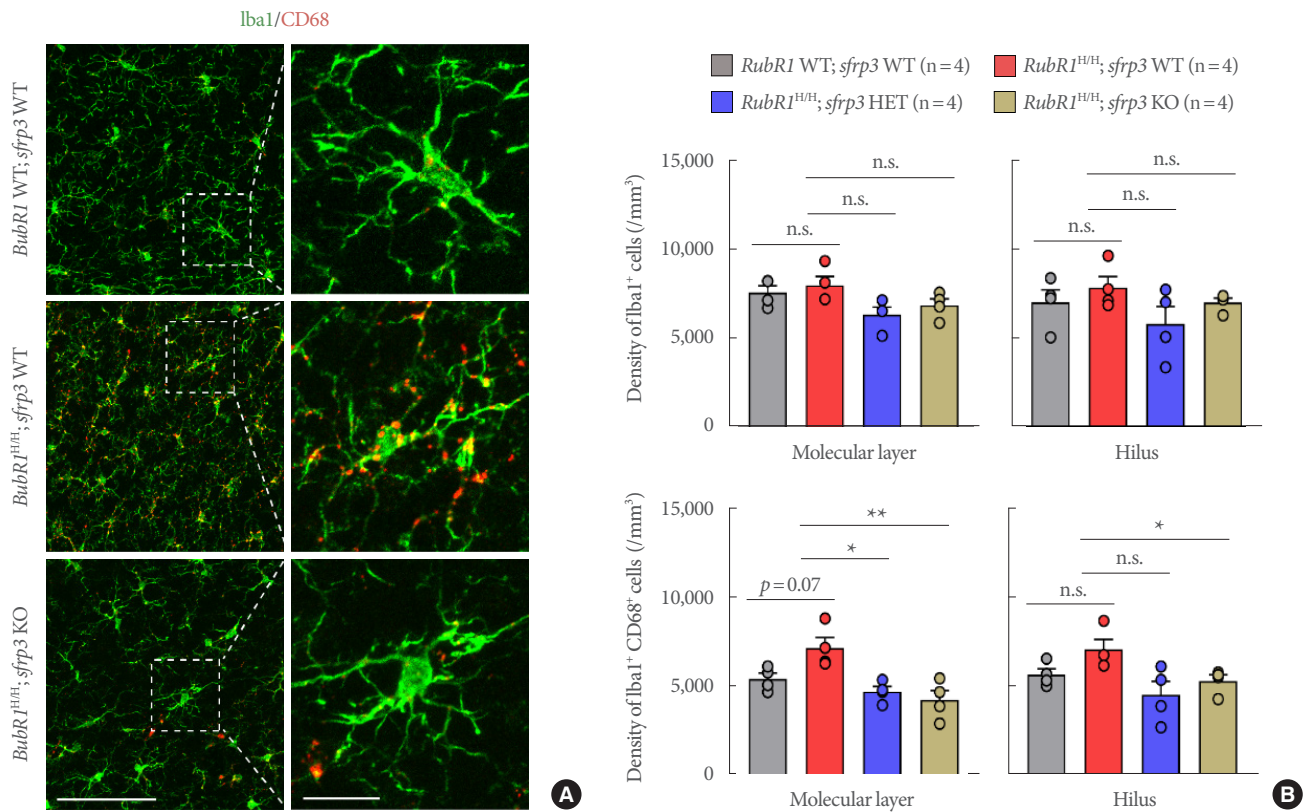 lba1/CD68
BubR1 WT; sfrp3 WT
BubR1H/H; sfrp3 WT
BubR1H/H; sfrp3 KO
A
RubR1 WT; sfrp3 WT (n=4)
RubR1H/H; sfrp3 WT (n=4)
RubR1H/H; sfrp3 HET (n=4)
RubR1H/H; sfrp3 KO (n=4)
Density of lba1+ cells (/mm3)
15,000
10,000
5,000
0
n.s.
n.s.
n.s.
Molecular layer
n.s.
n.s.
n.s.
Hilus
Density of lba1+ CD68+ cells (/mm3)
15,000
10,000
5,000
0
**
*
p=0.07
Molecular layer
*
n.s.
n.s.
Hilus
B